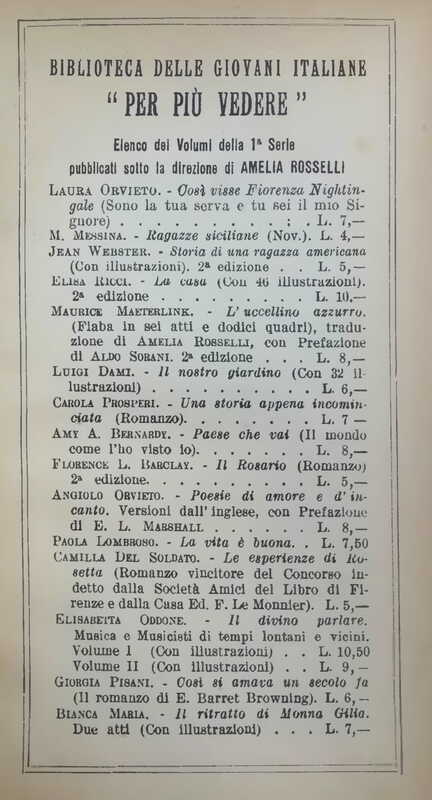 BIBLIOTECA DELLE GIOVANI ITALIANE
“ PER PIÙ VEDERE ”
Elenco dei Volumi della 1ª Serie
pubblicati sotto la direzione di AMELIA ROSSELLI
LAURA ORVIETO. - Così visse Fiorenza Nightin-
gale (Sono la tua serva e tu sei il mio Si-
gnore) . . . . . . . . . . ; . L. 7,—
M. MESSINA. - Ragazze siciliane (Nov.). L. 4,—
JEAN WEBSTER. - Storia di una ragazza americana
(Con illustrazioni). 2ª edizione . . L. 5,—
ELISA RICCI. - La casa (Con 46 illustrazioni).
2ª edizione . . . . . . . . . L. 10.—
MAURICE MAETERLINK. - L' uccellino azzurro.
(Fiaba in sei atti e dodici quadri), tradu-
zione di AMELIA ROSSELLI, con Prefazione
di ALDO SORANI. 2ª edizione . . . L. 8,—
LUIGI DAMI. - Il nostro giardino (Con 32 il-
lustrazioni) . . . . . . . . . . L. 6,—
CAROLA PROSPERI. - Una storia appena incomin-
ciata (Romanzo). . . . . . . . L. 7 —
AMY A. BERNARDY. - Paese che vai (Il mondo
come l'ho visto io). . . . . . . L. 8,—
FLORENCE L. BARCLAY. - Il Rosario (Romanzo)
2ª edizione. . . . . . . . . . L. 5,—
ANGIOLO ORVIETO. - Poesie di amore e d' in-
canto. Versioni dall' inglese, con Prefazione
di E. L. MARSHALL . . . . . . L. 8,—
PAOLA LOMBROSO. - La vita è buona. . L. 7,50
CAMILLA DEL SOLDATO. - Le esperienze di Ro-
setta (Romanzo vincitore del Concorso in-
detto dalla Società Amici del Libro di Fi-
renze e dalla Casa Ed. F. Le Monnier). L. 5,—
ELISABETTA ODDONE. - Il divino parlare.
Musica e Musicisti di tempi lontani e vicini.
Volume I (Con illustrazioni) . . L. 10,50
Volume II (Con illustrazioni) . . L. 9, —
GIORGIA PISANI. - Così si amava un secolo fa
(Il romanzo di E. Barret Browning). L. 6,—
BIANCA MARIA. - Il ritratto di Monna Gilia.
Due atti (Con illustrazioni) . . . L. 7,—